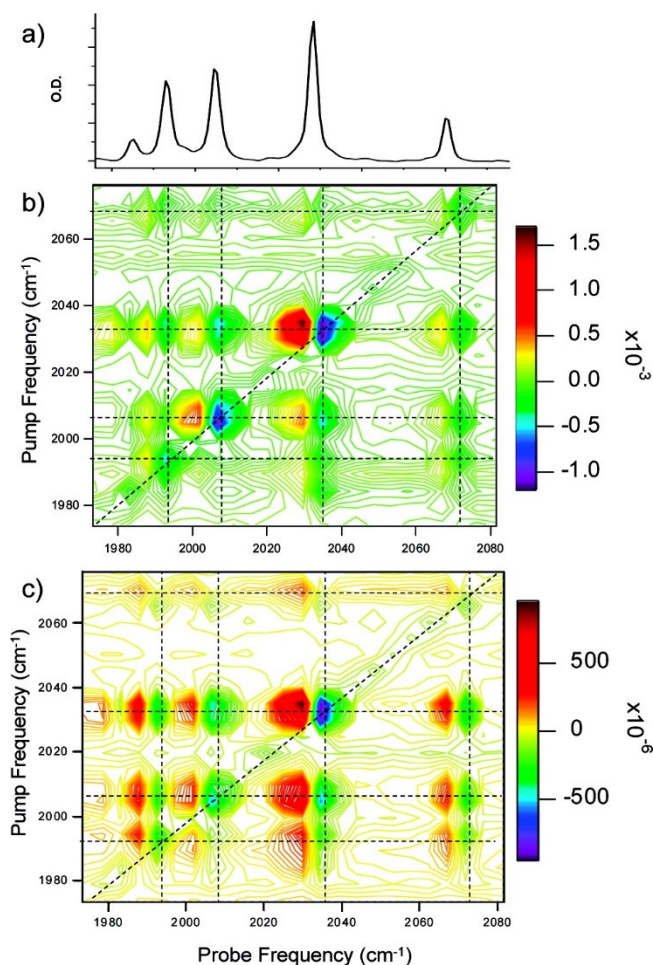 a)
O.D.
b)
Pump Frequency (cm-1)
2060
2040
2020
2000
1980
1980 2000 2020 2040 2060 2080
1.5
1.0
0.5
0.0
-0.5
-1.0
x10-3
c)
Pump Frequency (cm-1)
2060
2040
2020
2000
1980
1980 2000 2020 2040 2060 2080
Probe Frequency (cm-1)
500
0
-500
x10-6